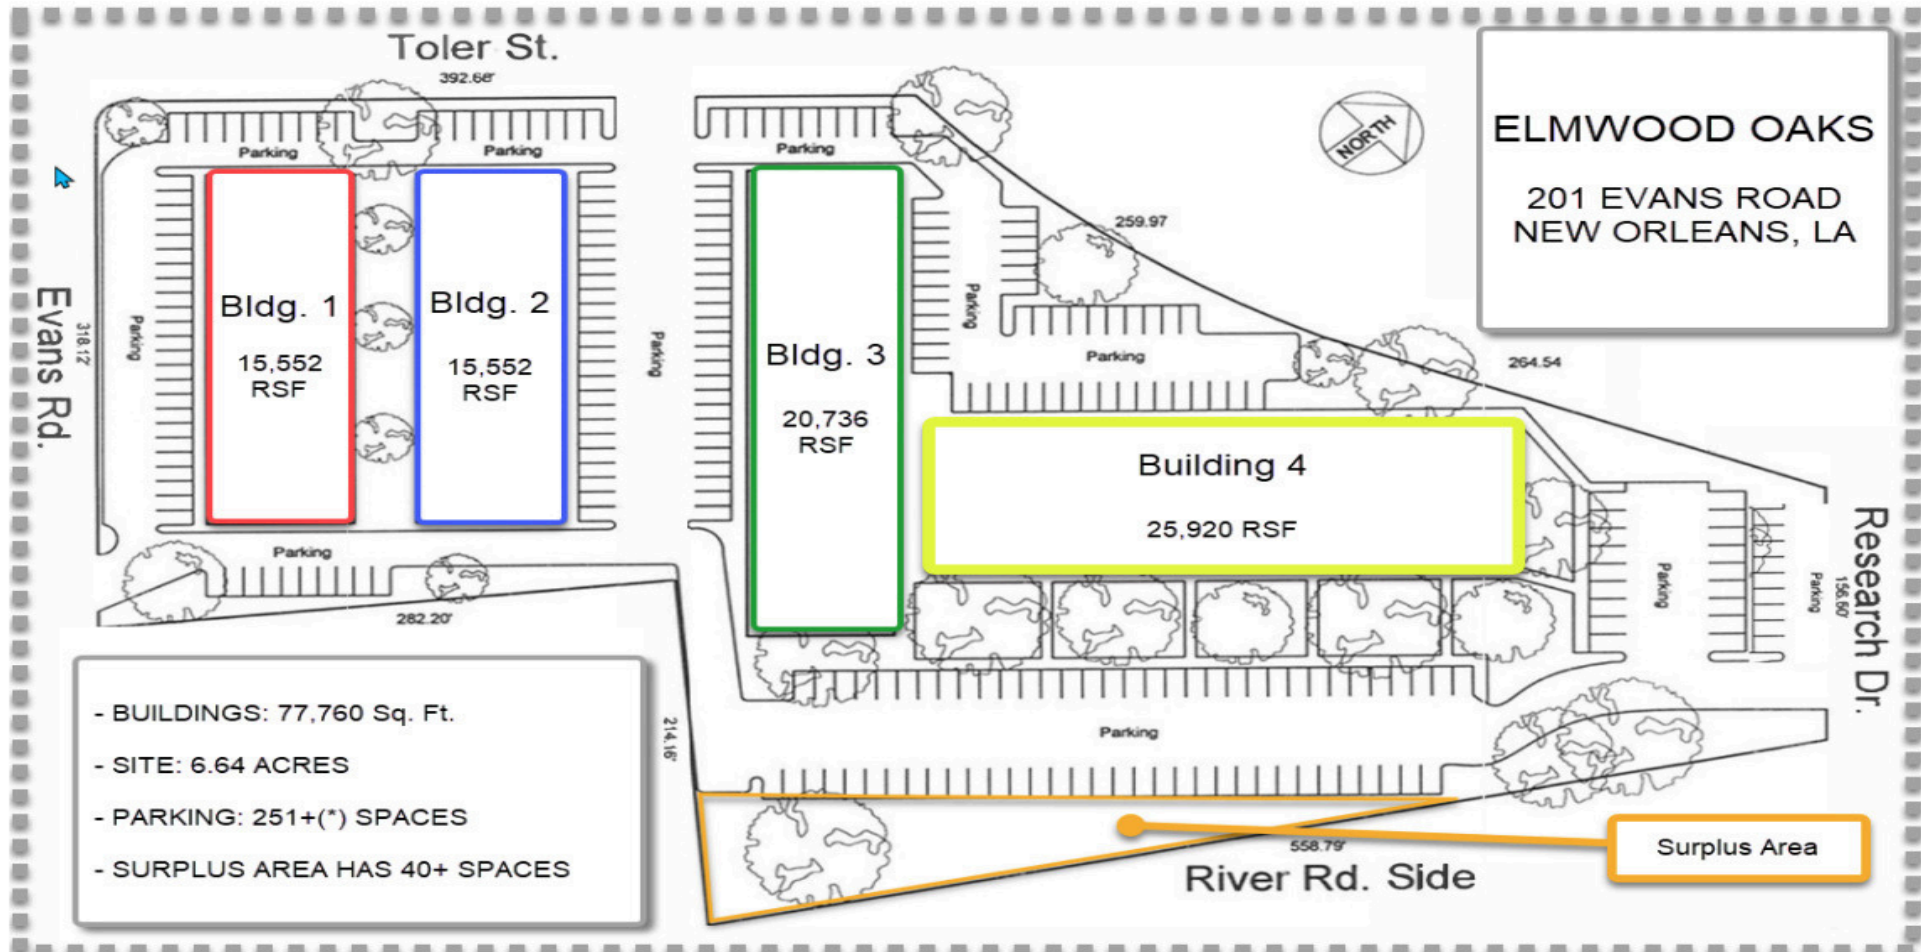 Toler St.
392.68'
ELMWOOD OAKS
201 EVANS ROAD
NEW ORLEANS, LA
NORTH
Parking
Parking
Parking
259.97
264.54
Evans Rd.
318.12'
Parking
Bldg. 1
15,552
RSF
Bldg. 2
15,552
RSF
Parking
Bldg. 3
20,736
RSF
Parking
Parking
Building 4
25,920 RSF
Parking
Parking
156.60'
Research Dr.
Parking
282.20'
- BUILDINGS: 77,760 Sq. Ft.
- SITE: 6.64 ACRES
- PARKING: 251+(*) SPACES
- SURPLUS AREA HAS 40+ SPACES
214.16'
Parking
558.79'
River Rd. Side
Surplus Area